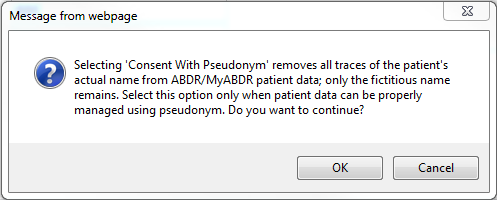 Message from webpage
Selecting 'Consent With Pseudonym' removes all traces of the patient's
actual name from ABDR/MyABDR patient data; only the fictitious name
remains. Select this option only when patient data can be properly
managed using pseudonym. Do you want to continue?
OK Cancel